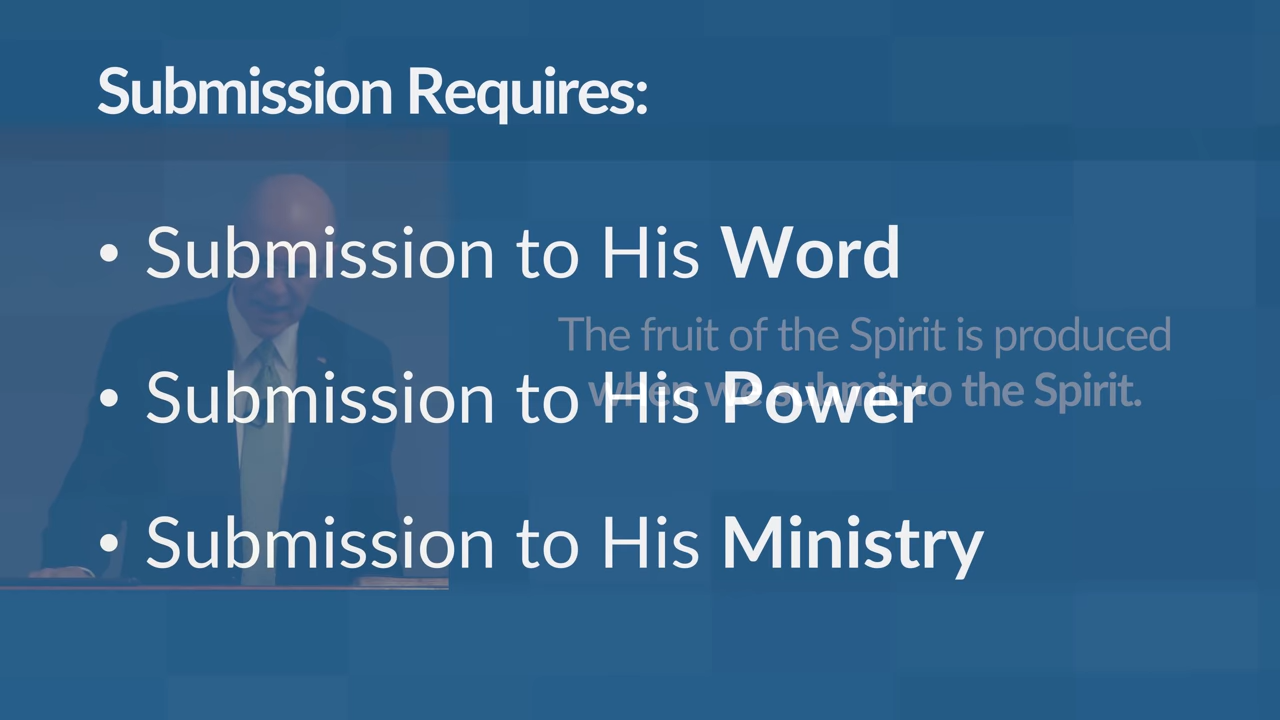 Submission Requires:
• Submission to His Word
The fruit of the Spirit is produced
• Submission to His Power
when we submit to the Spirit.
• Submission to His Ministry